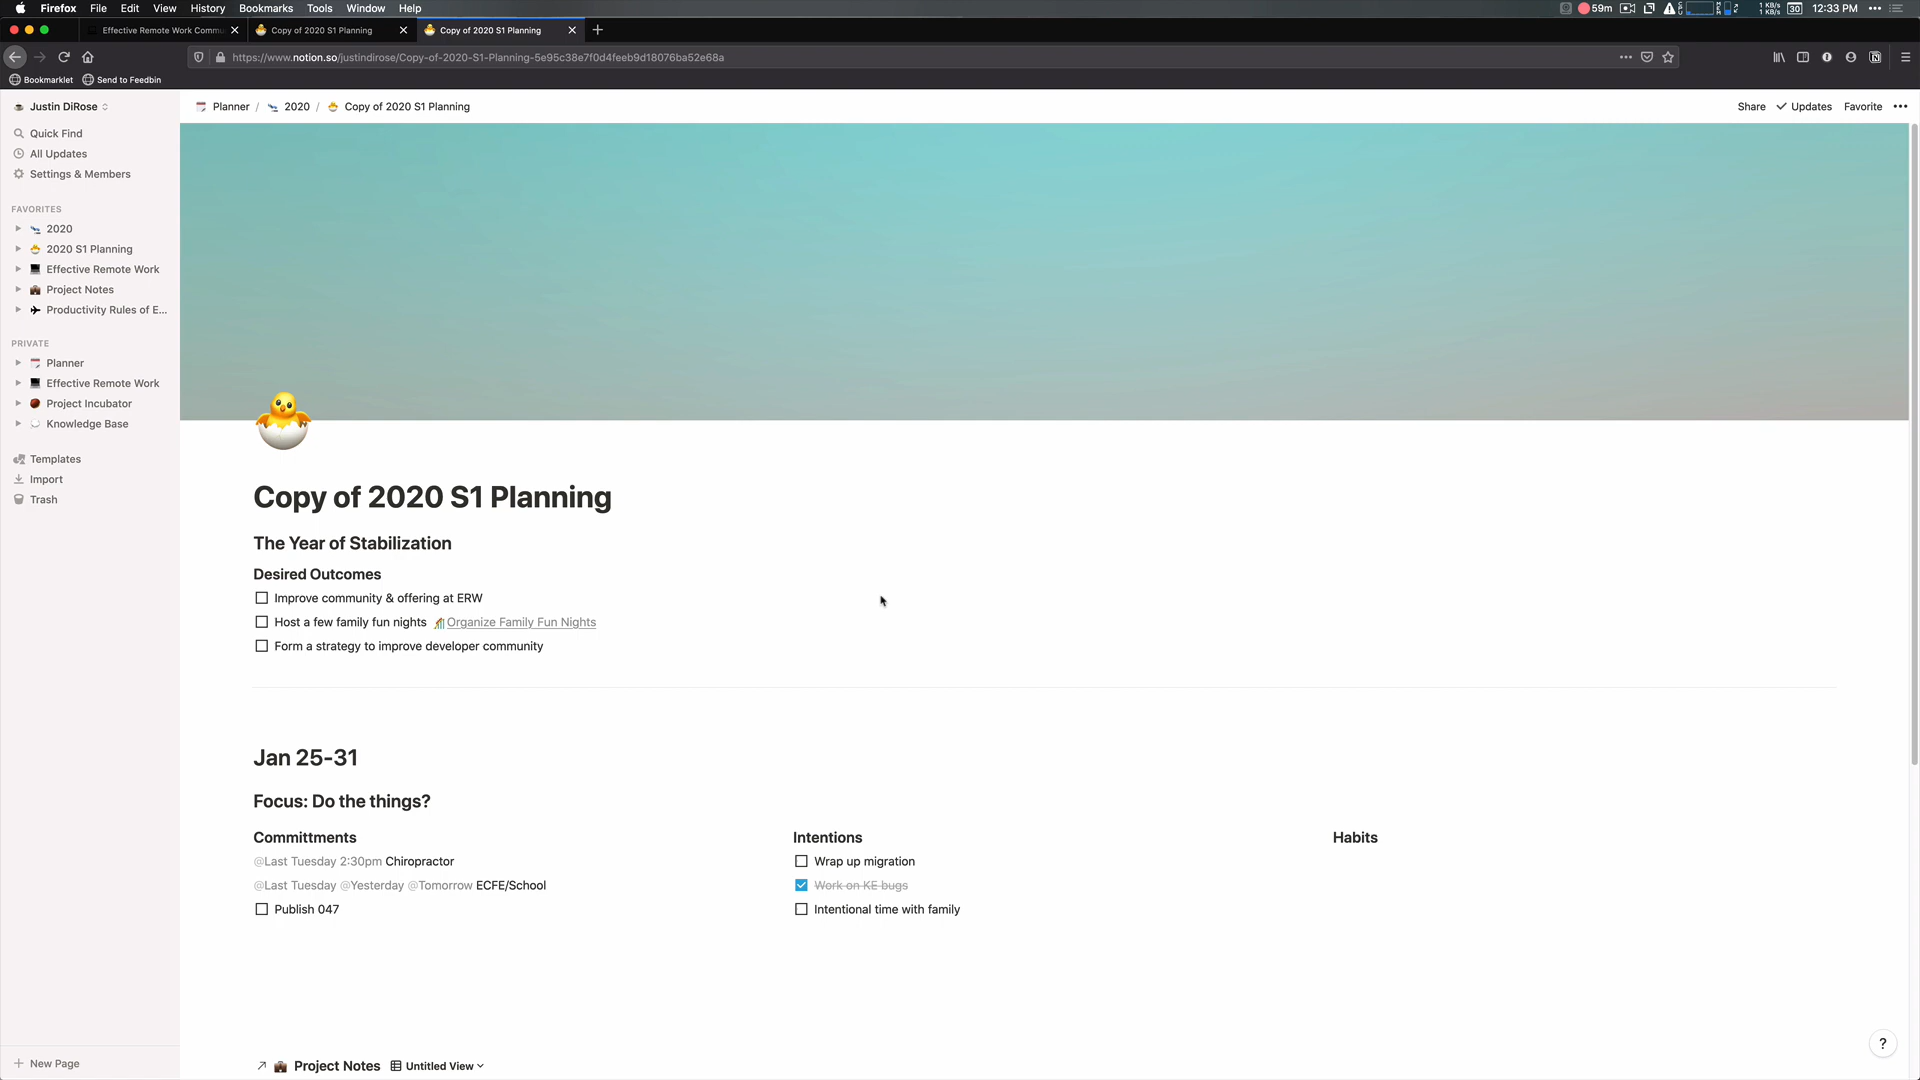 Firefox File Edit View History Bookmarks Tools Window Help 59m 1 KB/s 1 KB/s 30 12:33 PM
Effective Remote Work Commu Copy of 2020 S1 Planning Copy of 2020 S1 Planning
https://www.notion.so/justindirose/Copy-of-2020-S1-Planning-5e95c38e7f0d4feeb9d18076ba52e68a
Bookmarklet Send to Feedbin
Justin DiRose
Planner / 2020 / Copy of 2020 S1 Planning
Share Updates Favorite
Quick Find
All Updates
Settings & Members
FAVORITES
2020
2020 S1 Planning
Effective Remote Work
Project Notes
Productivity Rules of E...
PRIVATE
Planner
Effective Remote Work
Project Incubator
Knowledge Base
Templates
Import
Trash
New Page
Copy of 2020 S1 Planning
The Year of Stabilization
Desired Outcomes
Improve community & offering at ERW
Host a few family fun nights Organize Family Fun Nights
Form a strategy to improve developer community
Jan 25-31
Focus: Do the things?
Committments
@Last Tuesday 2:30pm Chiropractor
@Last Tuesday @Yesterday @Tomorrow ECFE/School
Publish 047
Intentions
Wrap up migration
Work on KE bugs
Intentional time with family
Habits
Project Notes Untitled View
?